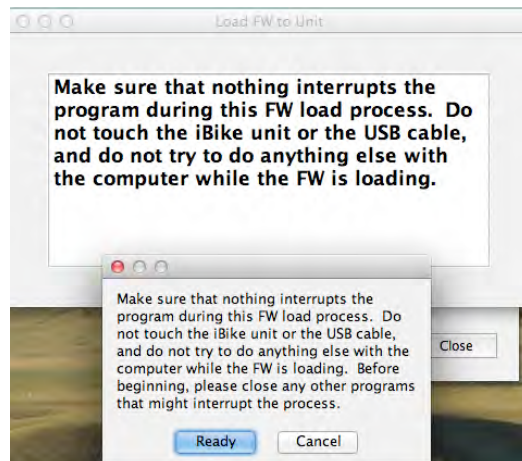 Load FW to Unit
Make sure that nothing interrupts the
program during this FW load process.  Do
not touch the iBike unit or the USB cable,
and do not try to do anything else with
the computer while the FW is loading.
Make sure that nothing interrupts the
program during this FW load process.  Do
not touch the iBike unit or the USB cable,
and do not try to do anything else with the
computer while the FW is loading.  Before
beginning, please close any other programs
that might interrupt the process.
Close
Ready Cancel